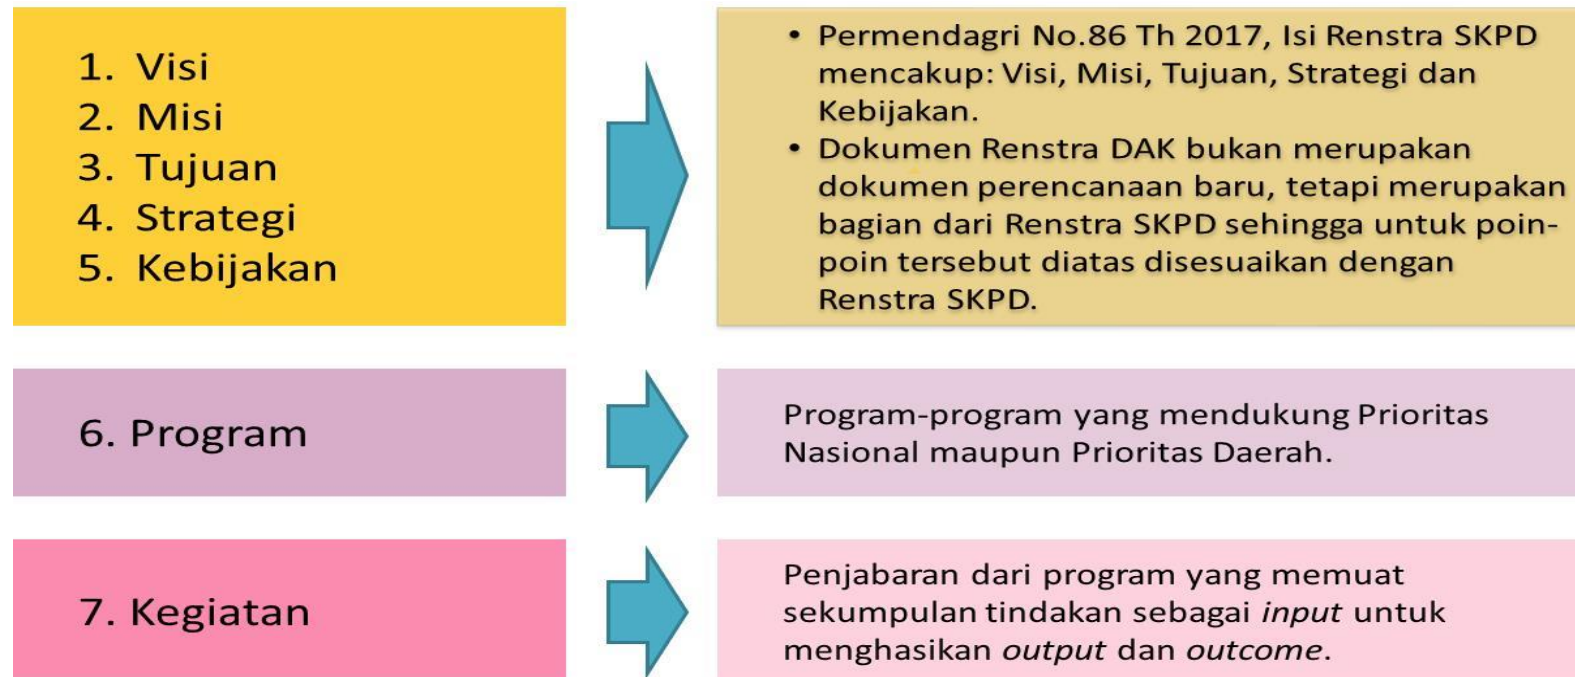 1. Visi
2. Misi
3. Tujuan
4. Strategi
5. Kebijakan
• Permendagri No.86 Th 2017, Isi Renstra SKPD
mencakup: Visi, Misi, Tujuan, Strategi dan
Kebijakan.
• Dokumen Renstra DAK bukan merupakan
dokumen perencanaan baru, tetapi merupakan
bagian dari Renstra SKPD sehingga untuk poin-
poin tersebut diatas disesuaikan dengan
Renstra SKPD.
6. Program
Program-program yang mendukung Prioritas
Nasional maupun Prioritas Daerah.
7. Kegiatan
Penjabaran dari program yang memuat
sekumpulan tindakan sebagai input untuk
menghasikan output dan outcome.